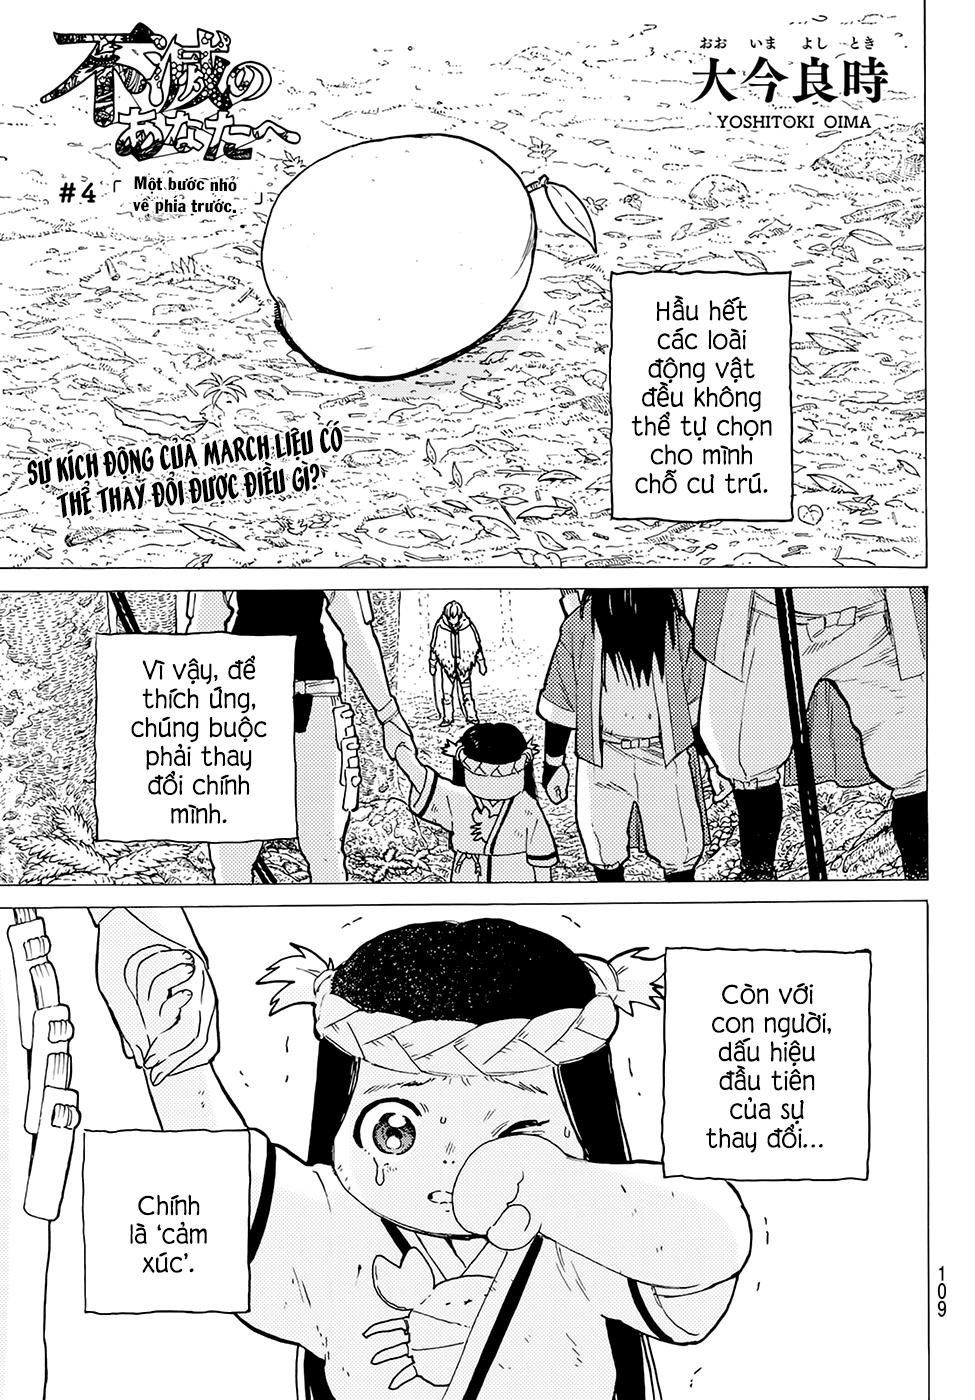 不滅の
あなたへ
#4「
Một bước nhỏ
về phía trước.
」
おお いま よし とき
大今良時
YOSHITOKI OIMA
Hầu hết
các loài
động vật
đều không
thể tự chọn
cho mình
chỗ cư trú.
SỰ KÍCH ĐỘNG CỦA MARCH LIỆU CÓ
THỂ THAY ĐỔI ĐƯỢC ĐIỀU GÌ?
Vì vậy, để
thích ứng,
chúng buộc
phải thay
đổi chính
mình.
Còn với
con người,
dấu hiệu
đầu tiên
của sự
thay đổi...
Chính
là ‘cảm
xúc’.
109